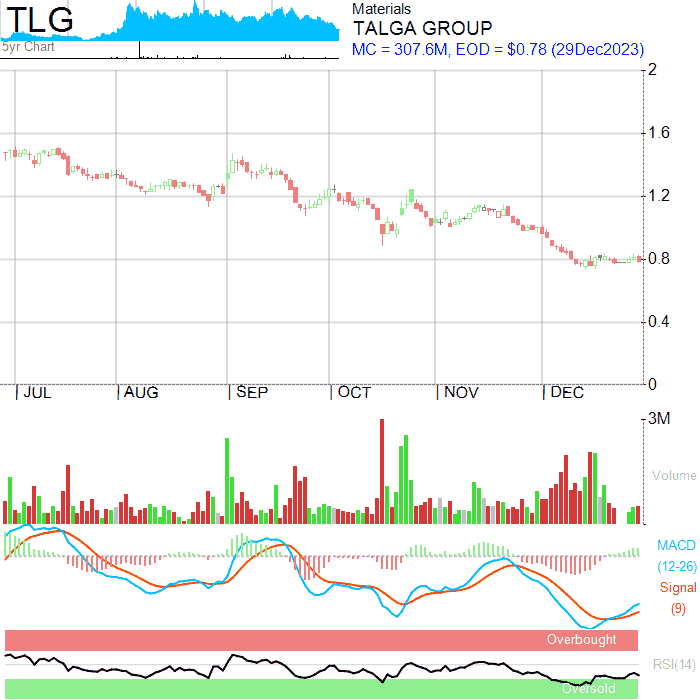 TLG
5yr Chart
Materials
TALGA GROUP
MC = 307.6M, EOD = $0.78 (29Dec2023)
2
1.6
1.2
0.8
0.4
0
JUL AUG SEP OCT NOV DEC
3M
Volume
MACD
(12-26)
Signal
(9)
Overbought
RSI(14)
Oversold